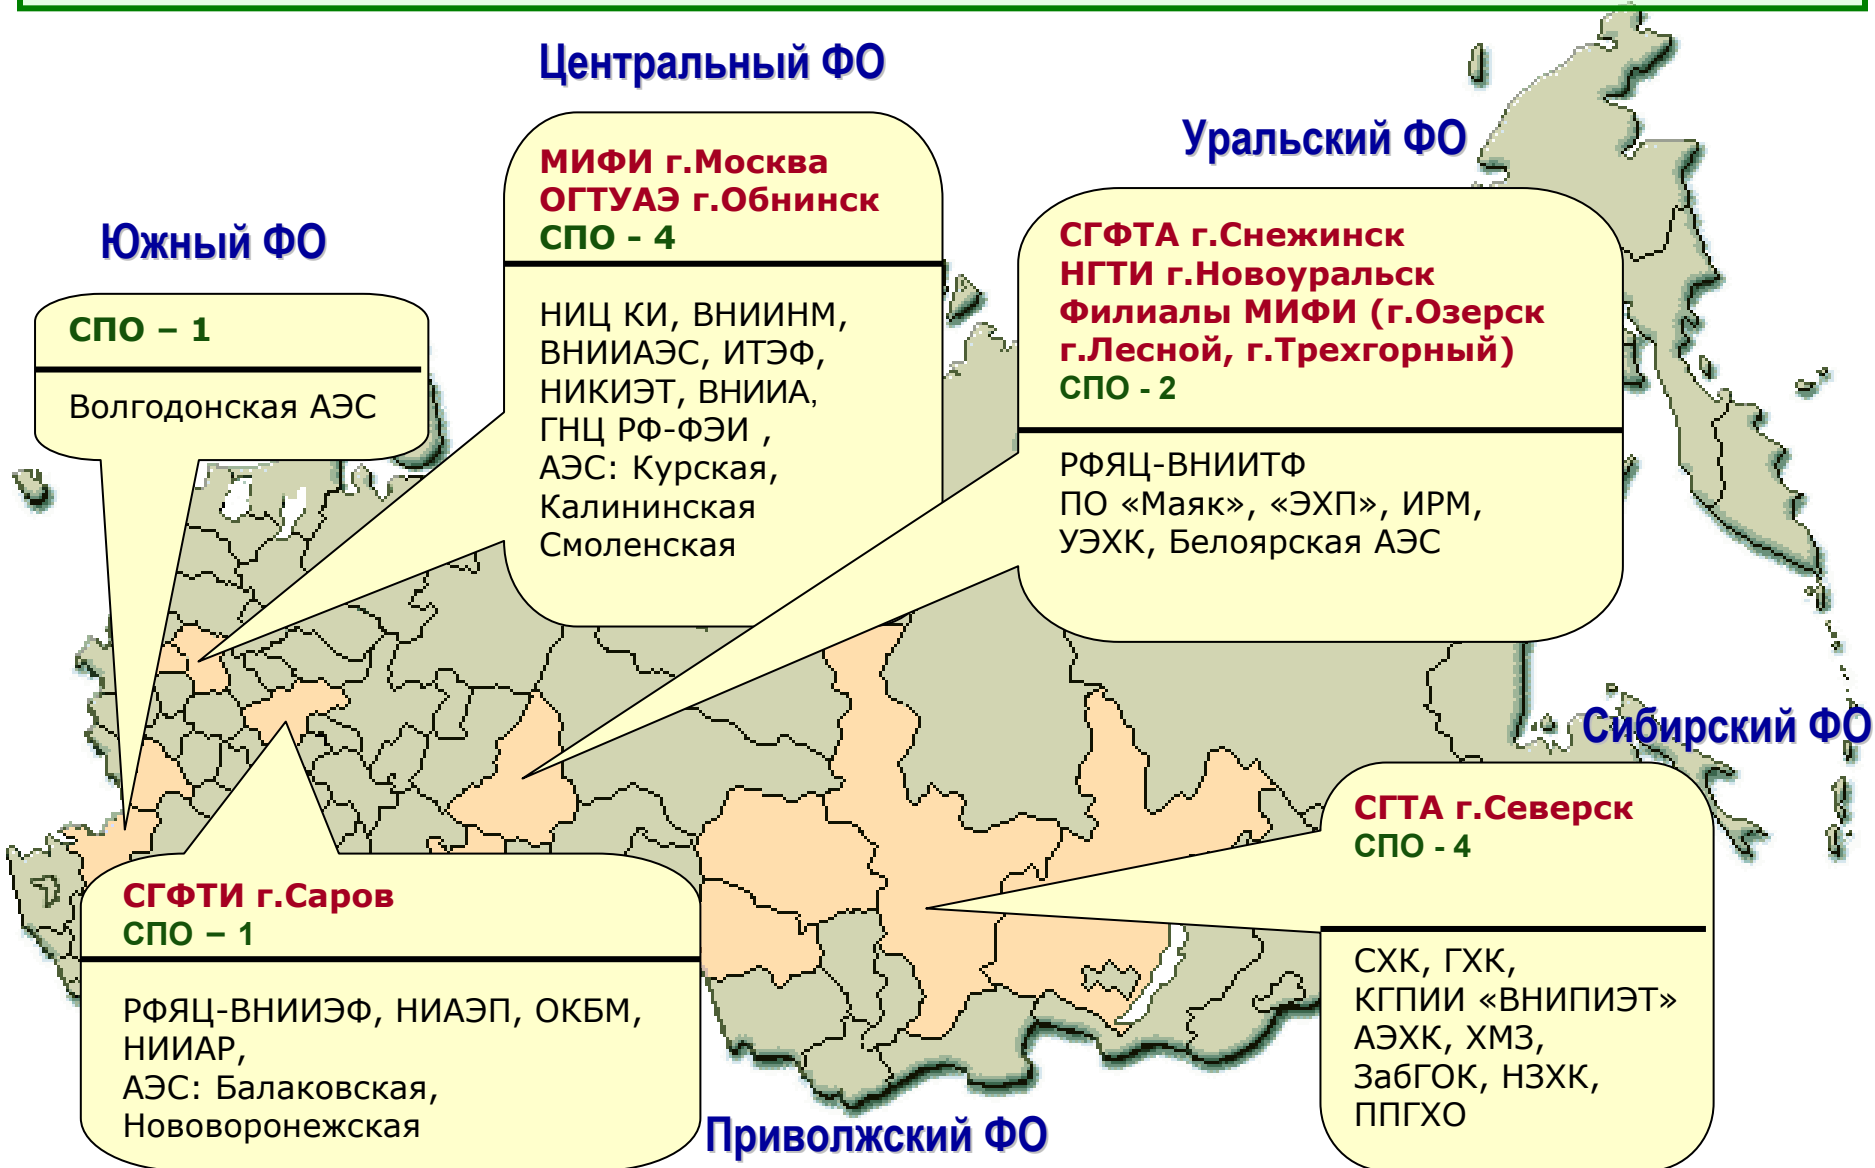 Центральный ФО
МИФИ г.Москва
ОГТУАЭ г.Обнинск
СПО - 4
НИЦ КИ, ВНИИНМ,
ВНИИАЭС, ИТЭФ,
НИКИЭТ, ВНИИА,
ГНЦ РФ-ФЭИ ,
АЭС: Курская,
Калининская
Смоленская
Уральский ФО
СГФТА г.Снежинск
НГТИ г.Новоуральск
Филиалы МИФИ (г.Озерск
г.Лесной, г.Трехгорный)
СПО - 2
РФЯЦ-ВНИИТФ
ПО «Маяк», «ЭХП», ИРМ,
УЭХК, Белоярская АЭС
Южный ФО
СПО – 1
Волгодонская АЭС
Сибирский ФО
СГТА г.Северск
СПО - 4
СХК, ГХК,
КГПИИ «ВНИПИЭТ»
АЭХК, ХМЗ,
ЗабГОК, НЗХК,
ППГХО
СГФТИ г.Саров
СПО – 1
РФЯЦ-ВНИИЭФ, НИАЭП, ОКБМ,
НИИАР,
АЭС: Балаковская,
Нововоронежская
Приволжский ФО